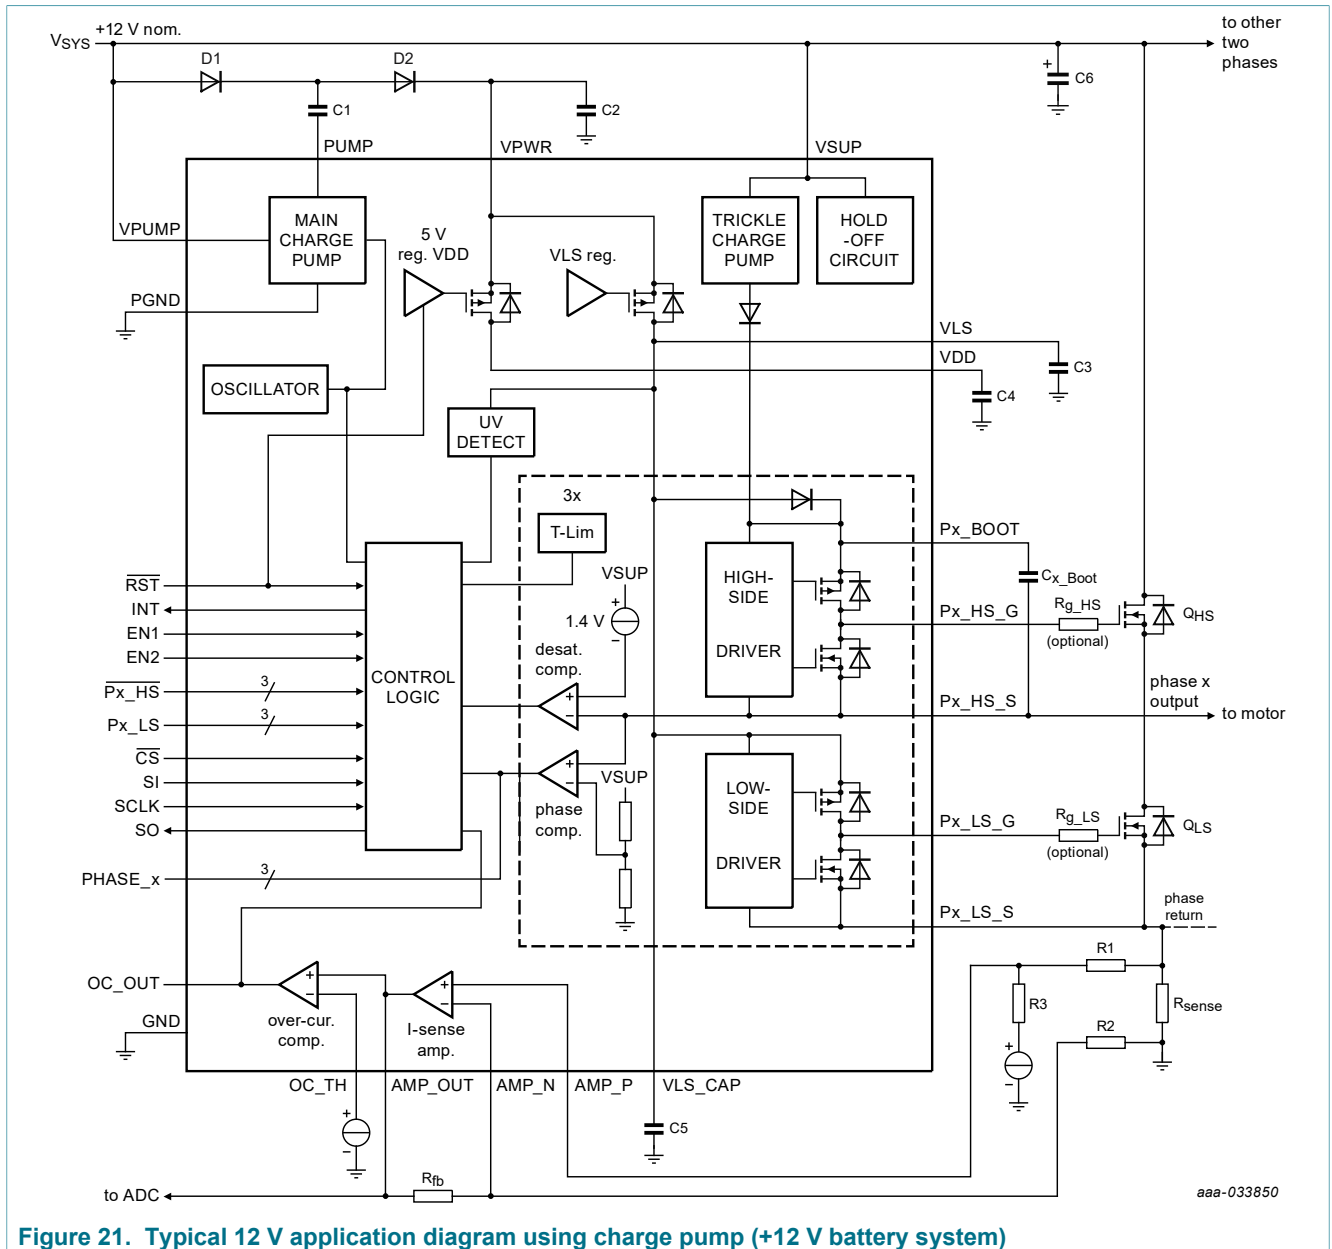 +12 V nom.
VSYS
to other
two
phases
D1
D2
C1
C2
+
C6
PUMP
VPWR
VSUP
VPUMP
MAIN
CHARGE
PUMP
5 V
reg. VDD
VLS reg.
TRICKLE
CHARGE
PUMP
HOLD
-OFF
CIRCUIT
PGND
VLS
VDD
C3
C4
OSCILLATOR
UV
DETECT
3x
T-Lim
VSUP
+
1.4 V
−
desat.
comp.
+
−
HIGH-
SIDE
DRIVER
Px_BOOT
Cx_Boot
Px_HS_G
Rg_HS
(optional)
QHS
Px_HS_S
phase x
output
to motor
RST
INT
EN1
EN2
Px_HS
3
Px_LS
3
CS
SI
SCLK
SO
CONTROL
LOGIC
+
−
phase
comp.
VSUP
LOW-
SIDE
DRIVER
Px_LS_G
Rg_LS
(optional)
QLS
PHASE_x
3
Px_LS_S
phase
return
R1
R3
Rsense
R2
+
−
OC_OUT
GND
+
−
over-cur.
comp.
+
−
I-sense
amp.
OC_TH
AMP_OUT
AMP_N
AMP_P
VLS_CAP
+
−
C5
to ADC
Rfb
aaa-033850
Figure 21. Typical 12 V application diagram using charge pump (+12 V battery system)